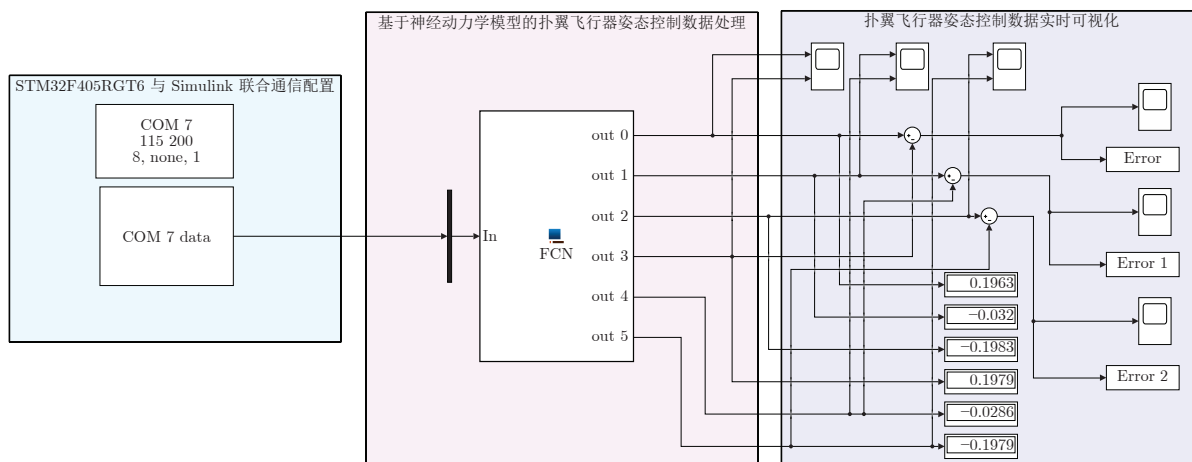 STM32F405RGT6 与 Simulink 联合通信配置
COM 7
115 200
8, none, 1
COM 7 data
基于神经动力学模型的扑翼飞行器姿态控制数据处理
In
FCN
out 0
out 1
out 2
out 3
out 4
out 5
扑翼飞行器姿态控制数据实时可视化
Error
Error 1
Error 2
0.1963
−0.032
−0.1983
0.1979
−0.0286
−0.1979